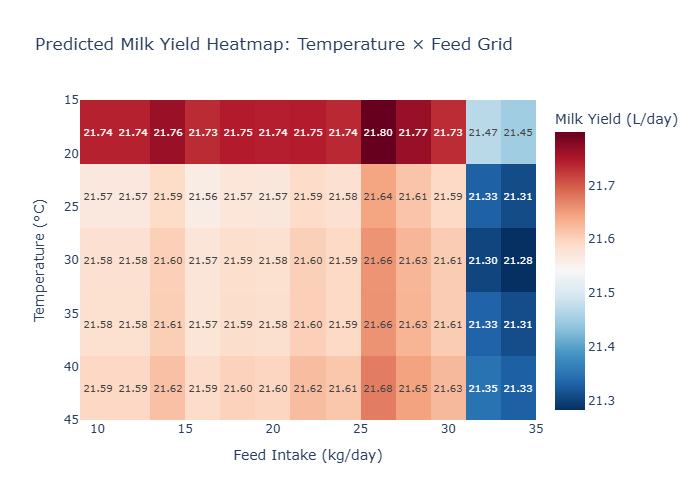 Predicted Milk Yield Heatmap: Temperature × Feed Grid
Milk Yield (L/day)
15
21.74 21.74 21.76 21.73 21.75 21.74 21.75 21.74 21.80 21.77 21.73 21.47 21.45
20
21.57 21.57 21.59 21.56 21.57 21.57 21.59 21.58 21.64 21.61 21.59 21.33 21.31
25
21.58 21.58 21.60 21.57 21.59 21.58 21.60 21.59 21.66 21.63 21.61 21.30 21.28
30
21.58 21.58 21.61 21.57 21.59 21.58 21.60 21.59 21.66 21.63 21.61 21.33 21.31
35
40
21.59 21.59 21.62 21.59 21.60 21.60 21.62 21.61 21.68 21.65 21.63 21.35 21.33
45
Temperature (°C)
10 15 20 25 30 35
Feed Intake (kg/day)
21.7
21.6
21.5
21.4
21.3